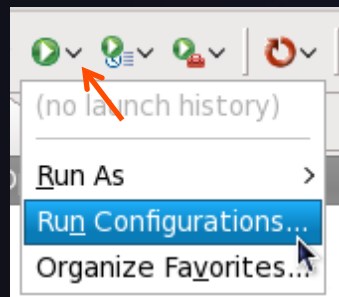 (no launch history)
Run As
Run Configurations...
Organize Favorites...